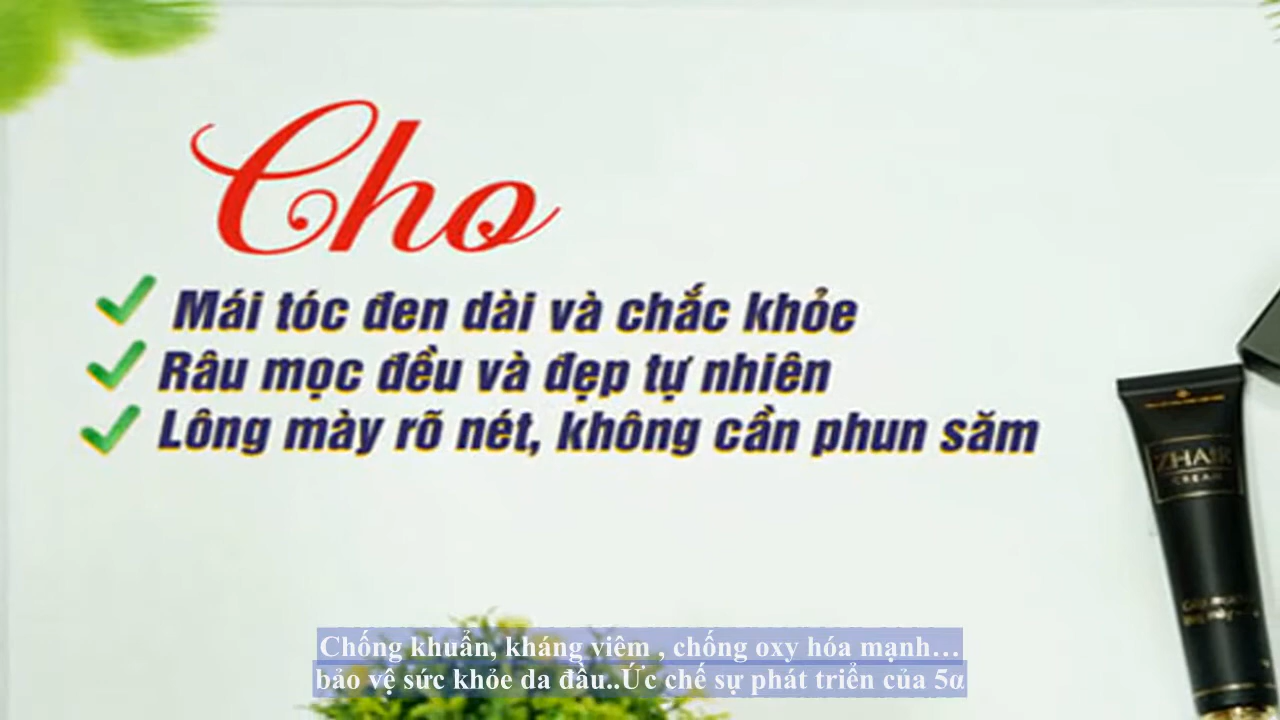 Cho
Mái tóc đen dài và chắc khỏe
Râu mọc đều và đẹp tự nhiên
Lông mày rõ nét, không cần phun săm
ZHAIR
CREAM
Chống khuẩn, kháng viêm , chống oxy hóa mạnh…
bảo vệ sức khỏe da đầu..Ức chế sự phát triển của 5α